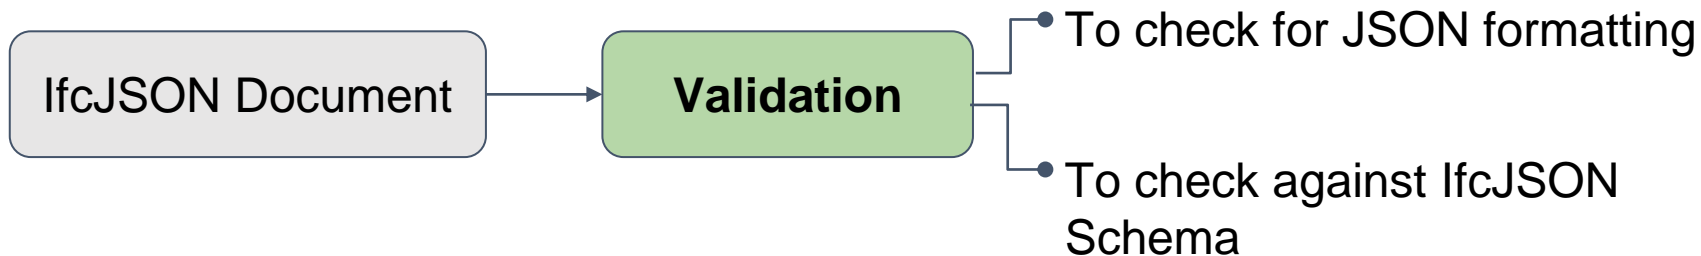 IfcJSON Document
Validation
To check for JSON formatting
To check against IfcJSON
Schema